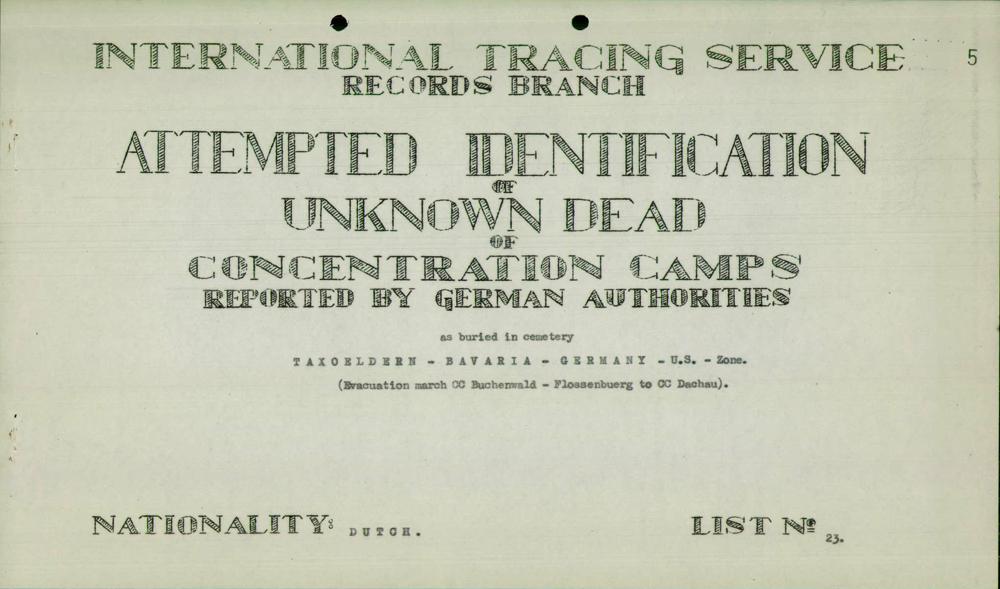 INTERNATIONAL TRACING SERVICE 5
RECORDS BRANCH
ATTEMPTED IDENTIFICATION
OF
UNKNOWN DEAD
OF
CONCENTRATION CAMPS
REPORTED BY GERMAN AUTHORITIES
as buried in cemetery
TAXOELDERN - BAVARIA - GERMANY - U.S. - Zone.
(Evacuation march CC Buchenwald - Flossenbuerg to CC Dachau).
NATIONALITY: DUTCH. LIST Nº 23.